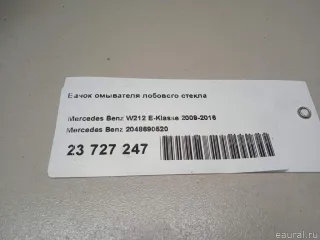 Бачок омывателя лобового стекла
Mercedes Benz W212 E-Klasse 2009-2016
Mercedes Benz 2048690520
23 727 247
eaural.ru